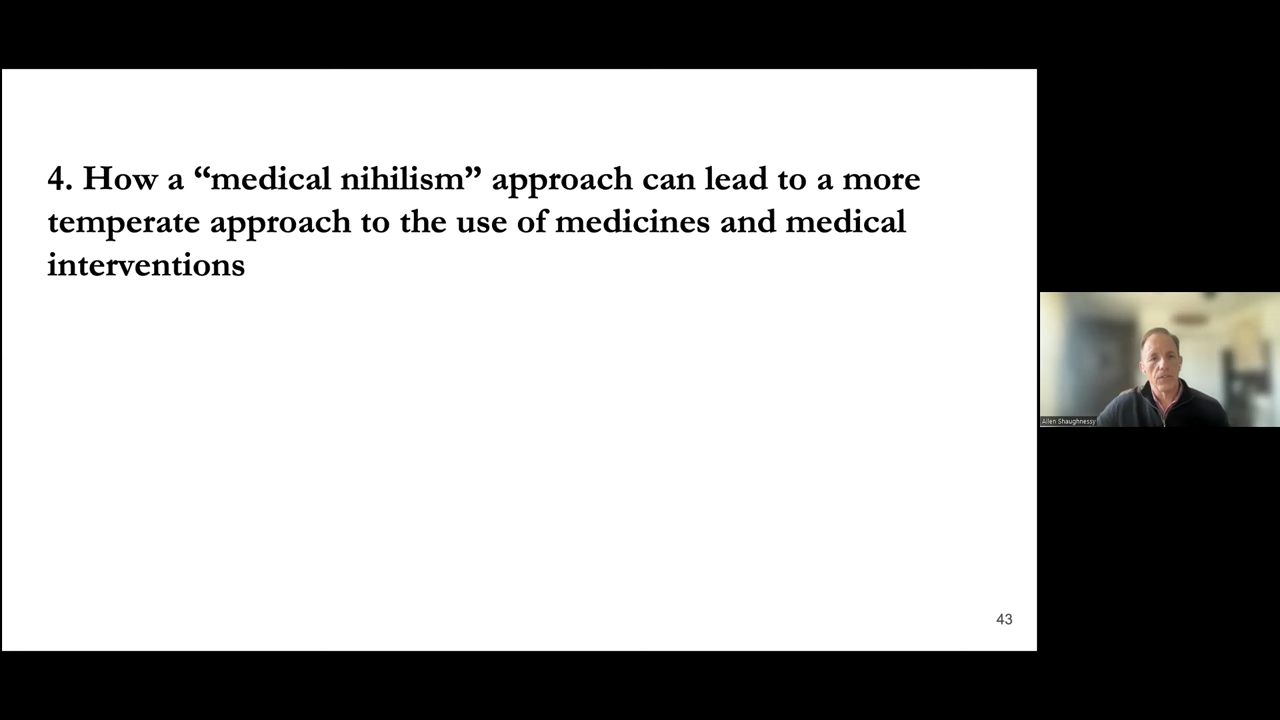 4. How a “medical nihilism” approach can lead to a more
temperate approach to the use of medicines and medical
interventions
43
Allen Shaughnessy